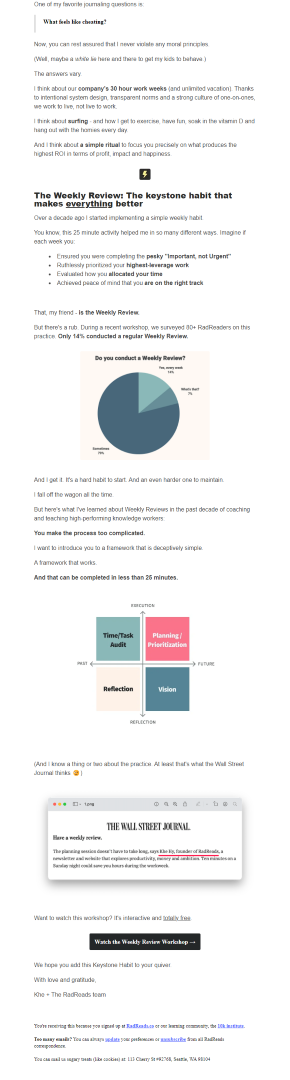 One of my favorite journaling questions is:
What feels like cheating?
Now, you can rest assured that I never violate any moral principles.
(Well, maybe a white lie here and there to get my kids to behave.)
The answers vary.
I think about our company's 30 hour work weeks (and unlimited vacation). Thanks
to intentional system design, transparent norms and a strong culture of one-on-ones,
we work to live, not live to work.
I think about surfing - and how I get to exercise, have fun, soak in the vitamin D and
hang out with the homies every day.
And I think about a simple ritual to focus you precisely on what produces the
highest ROI in terms of profit, impact and happiness.
The Weekly Review: The keystone habit that
makes everything better
Over a decade ago I started implementing a simple weekly habit.
You know, this 25 minute activity helped me in so many different ways. Imagine if
each week you:
• Ensured you were completing the pesky "Important, not Urgent"
• Ruthlessly prioritized your highest-leverage work
• Evaluated how you allocated your time
• Achieved peace of mind that you are on the right track
That, my friend - is the Weekly Review.
But there's a rub. During a recent workshop, we surveyed 80+ RadReaders on this
practice. Only 14% conducted a regular Weekly Review.
Do you conduct a Weekly Review?
Yes, every week
14%
What's that?
7%
Sometimes
79%
And I get it. It's a hard habit to start. And an even harder one to maintain.
I fall off the wagon all the time.
But here's what I've learned about Weekly Reviews in the past decade of coaching
and teaching high-performing knowledge workers:
You make the process too complicated.
I want to introduce you to a framework that is deceptively simple.
A framework that works.
And that can be completed in less than 25 minutes.
EXECUTION
Time/Task
Audit
Planning /
Prioritization
PAST
FUTURE
Reflection
Vision
REFLECTION
(And I know a thing or two about the practice. At least that's what the Wall Street
Journal thinks.)
1.png
THE WALL STREET JOURNAL.
Have a weekly review.
The planning session doesn't have to take long, says Khe Hy, founder of RadReads, a
newsletter and website that explores productivity, money and ambition. Ten minutes on a
Sunday night could save you hours during the workweek.
Want to watch this workshop? It's interactive and totally free.
Watch the Weekly Review Workshop →
We hope you add this Keystone Habit to your quiver.
With love and gratitude,
Khe + The RadReads team
You're receiving this because you signed up at RadReads.co or our learning community, the 10k institute.
Too many emails? You can always update your preferences or unsubscribe from all RadReads
correspondence.
You can mail us sugary treats (like cookies) at: 113 Cherry St #92768, Seattle, WA 98104